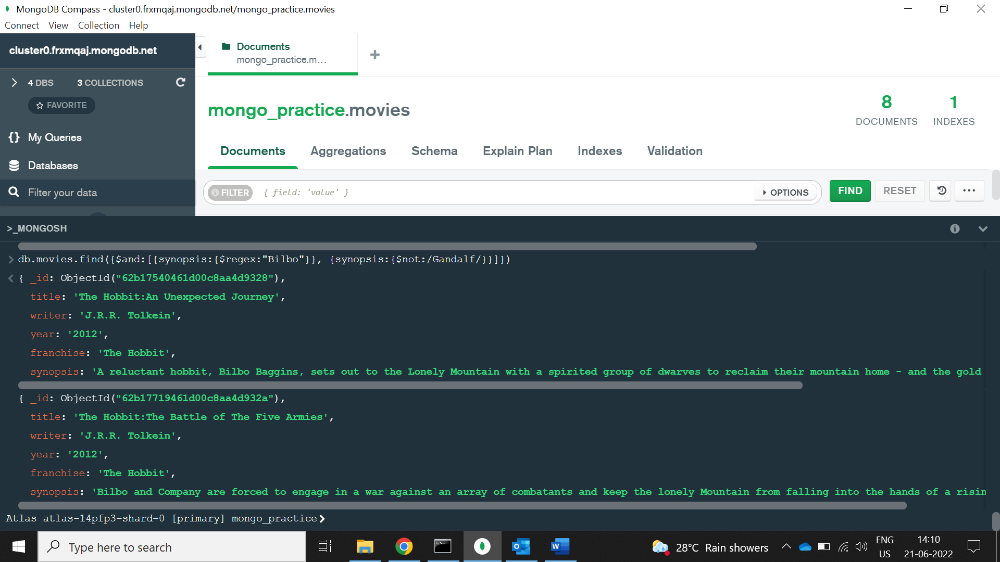 MongoDB Compass - cluster0.frxmqaj.mongodb.net/mongo_practice.movies
Connect View Collection Help
cluster0.frxmqaj.mongodb.net
4 DBS 3 COLLECTIONS
FAVORITE
{} My Queries
Databases
Filter your data
Documents
mongo_practice.m...
+
mongo_practice.movies
8
DOCUMENTS
1
INDEXES
Documents Aggregations Schema Explain Plan Indexes Validation
FILTER { field: 'value' } OPTIONS FIND RESET ...
>_MONGOSH
> db.movies.find({$and:[{synopsis:{$regex:"Bilbo"}}, {synopsis:{$not:/Gandalf/}}]})
< { _id: ObjectId("62b17540461d00c8aa4d9328"),
title: 'The Hobbit:An Unexpected Journey',
writer: 'J.R.R. Tolkein',
year: '2012',
franchise: 'The Hobbit',
synopsis: 'A reluctant hobbit, Bilbo Baggins, sets out to the Lonely Mountain with a spirited group of dwarves to reclaim their mountain home - and the gold
{ _id: ObjectId("62b17719461d00c8aa4d932a"),
title: 'The Hobbit:The Battle of The Five Armies',
writer: 'J.R.R. Tolkein',
year: '2012',
franchise: 'The Hobbit',
synopsis: 'Bilbo and Company are forced to engage in a war against an array of combatants and keep the lonely Mountain from falling into the hands of a risin
Atlas atlas-14pfp3-shard-0 [primary] mongo_practice>
Type here to search
28°C Rain showers
ENG
US
14:10
21-06-2022